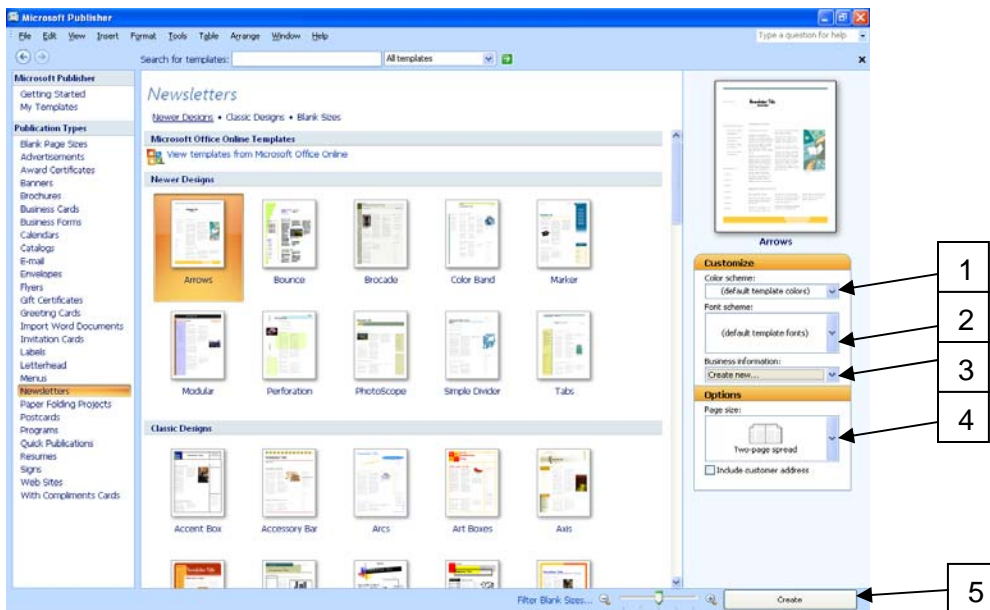 Microsoft Publisher
File Edit View Insert Format Tools Table Arrange Window Help
Type a question for help
Search for templates:
All templates
Microsoft Publisher
Getting Started
My Templates
Publication Types
Blank Page Sizes
Advertisements
Award Certificates
Banners
Brochures
Business Cards
Business Forms
Calendars
Catalogs
E-mail
Envelopes
Flyers
Gift Certificates
Greeting Cards
Import Word Documents
Invitation Cards
Labels
Letterhead
Menus
Newsletters
Paper Folding Projects
Postcards
Programs
Quick Publications
Resumes
Signs
Web Sites
With Compliments Cards
Newsletters
Newer Designs • Classic Designs • Blank Sizes
Microsoft Office Online Templates
View templates from Microsoft Office Online
Newer Designs
Arrows Bounce Brocade Color Band Marker
Modular Perforation PhotoScope Simple Divider Tabs
Classic Designs
Accent Box Accessory Bar Arcs Art Boxes Axis
Filter Blank Sizes...
Newsletter Title
Arrows
Customize
Color scheme:
(default template colors)
Font scheme:
(default template fonts)
Business information:
Create new...
Options
Page size:
Two-page spread
Include customer address
Create
1
2
3
4
5